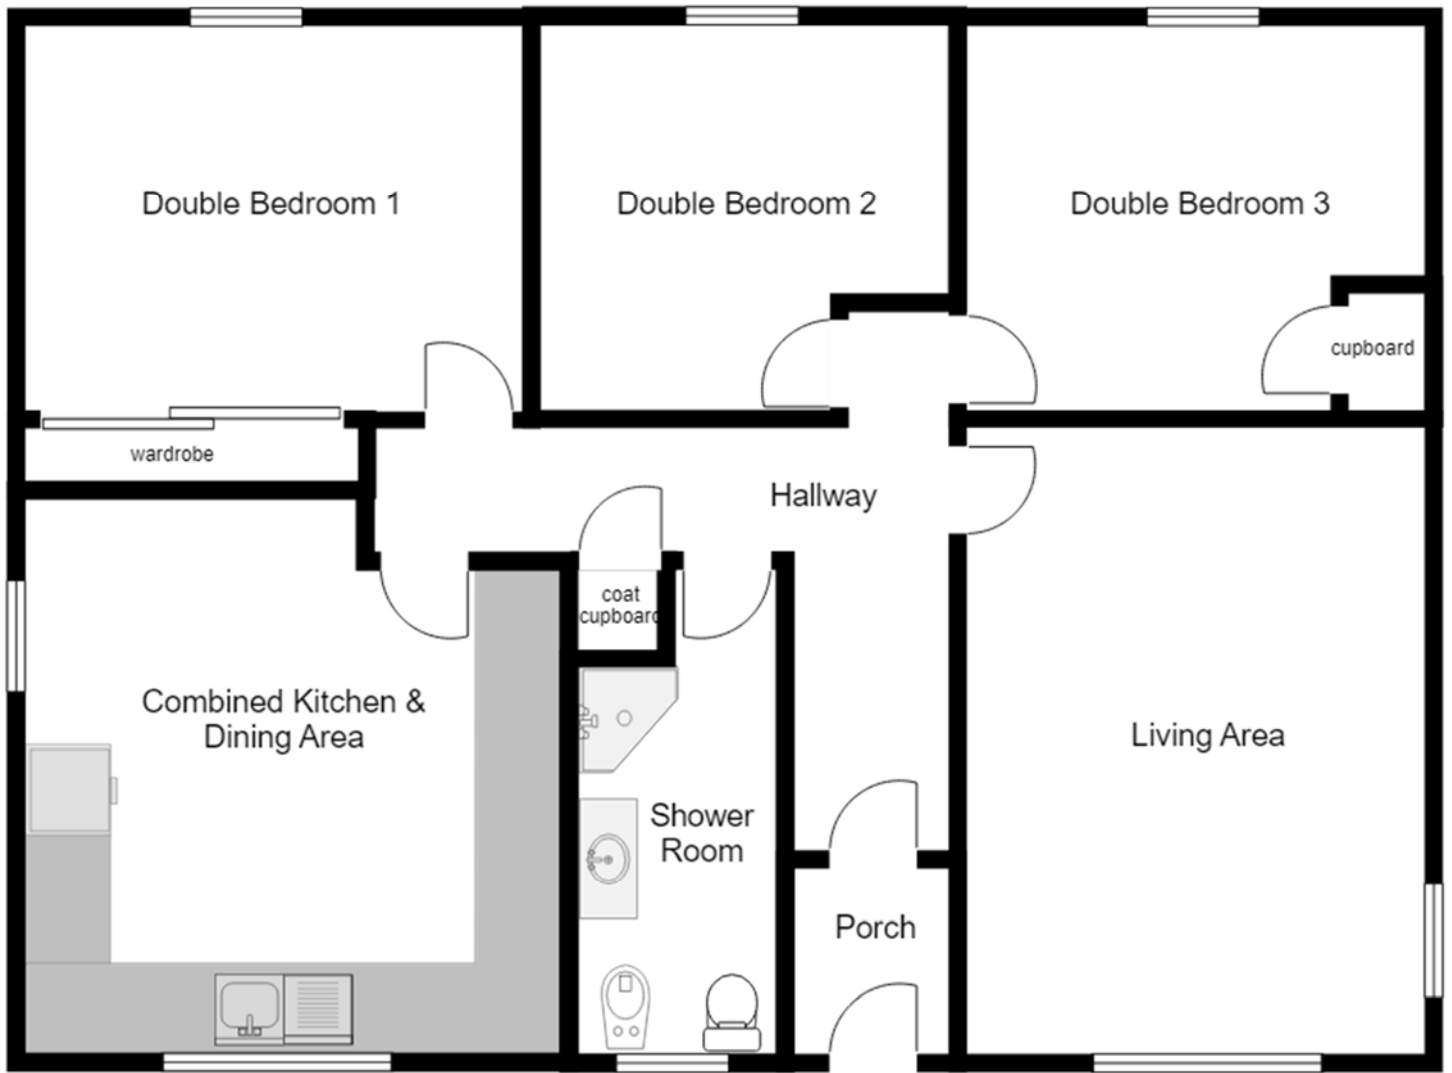 Double Bedroom 1
Double Bedroom 2
Double Bedroom 3
cupboard
wardrobe
Hallway
coat
cupboard
Combined Kitchen &
Dining Area
Living Area
Shower
Room
Porch